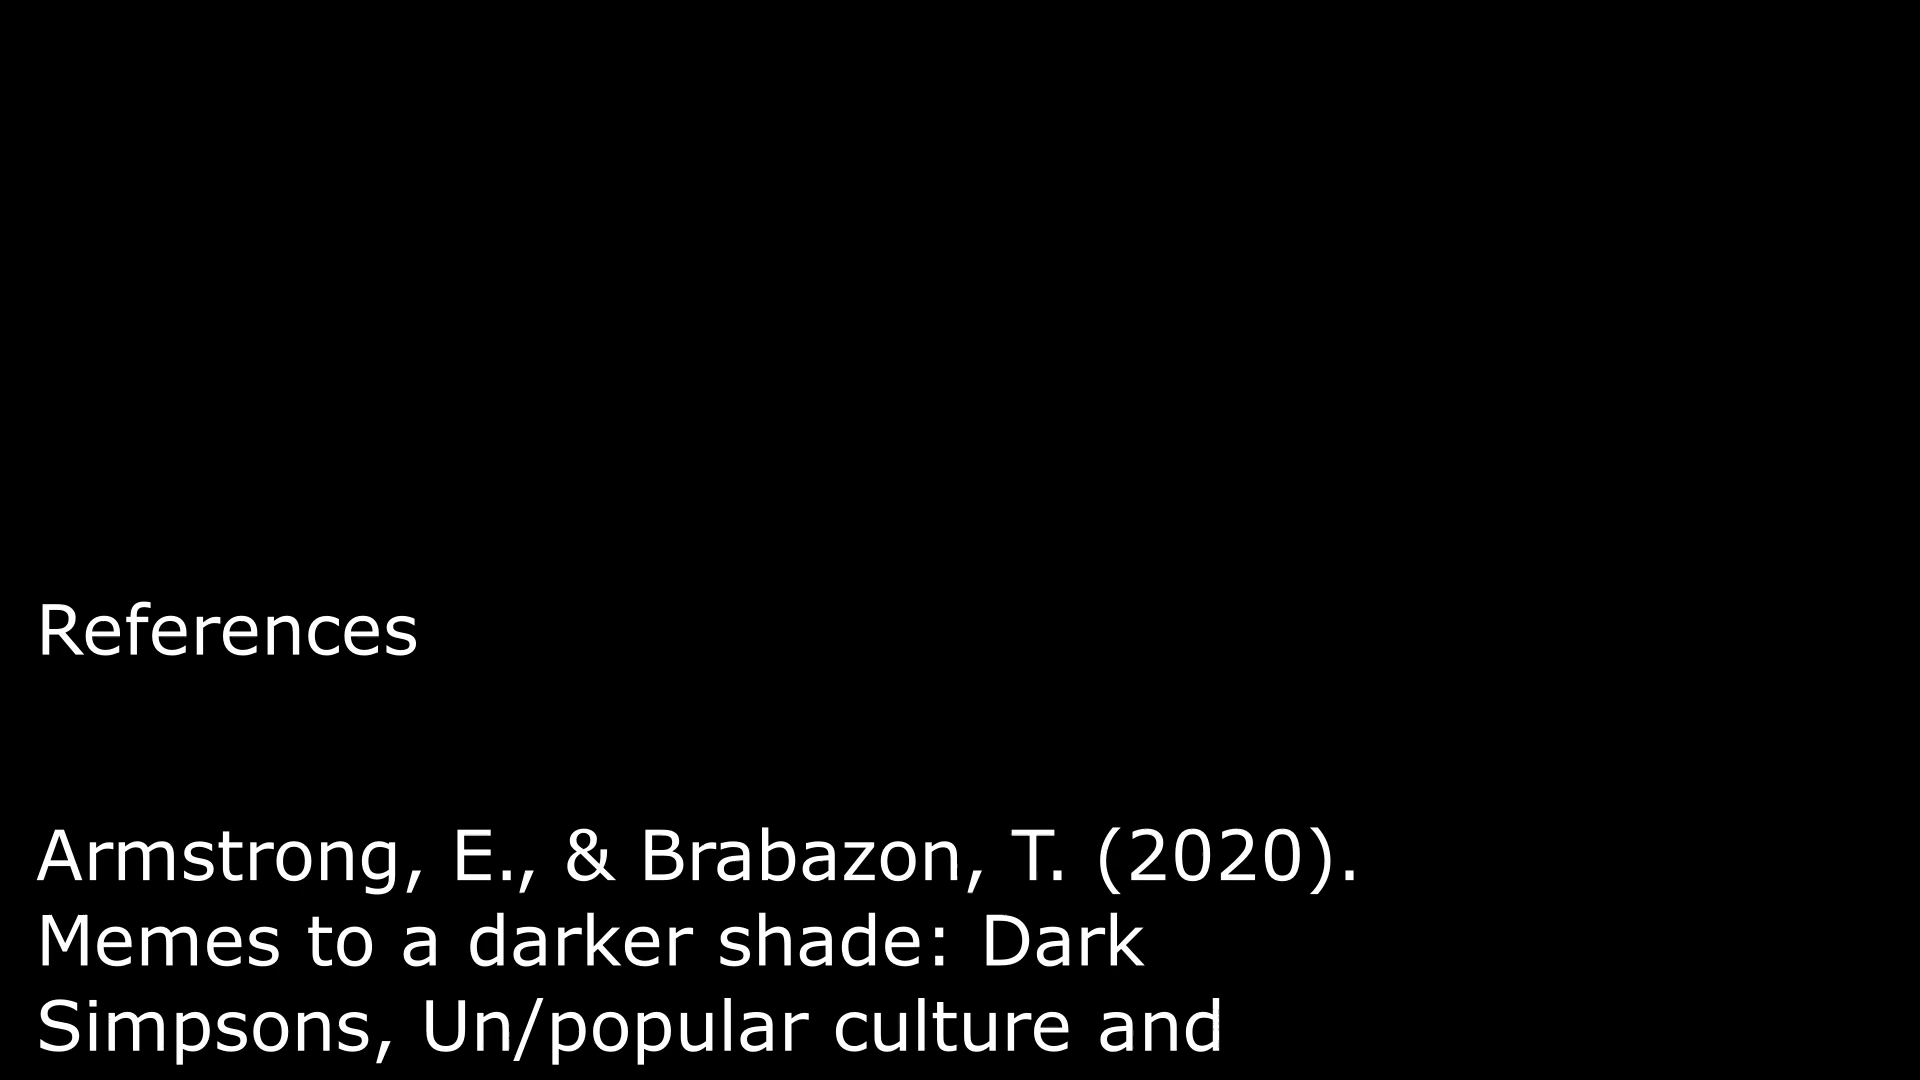 References
Armstrong, E., & Brabazon, T. (2020).
Memes to a darker shade: Dark
Simpsons, Un/popular culture and